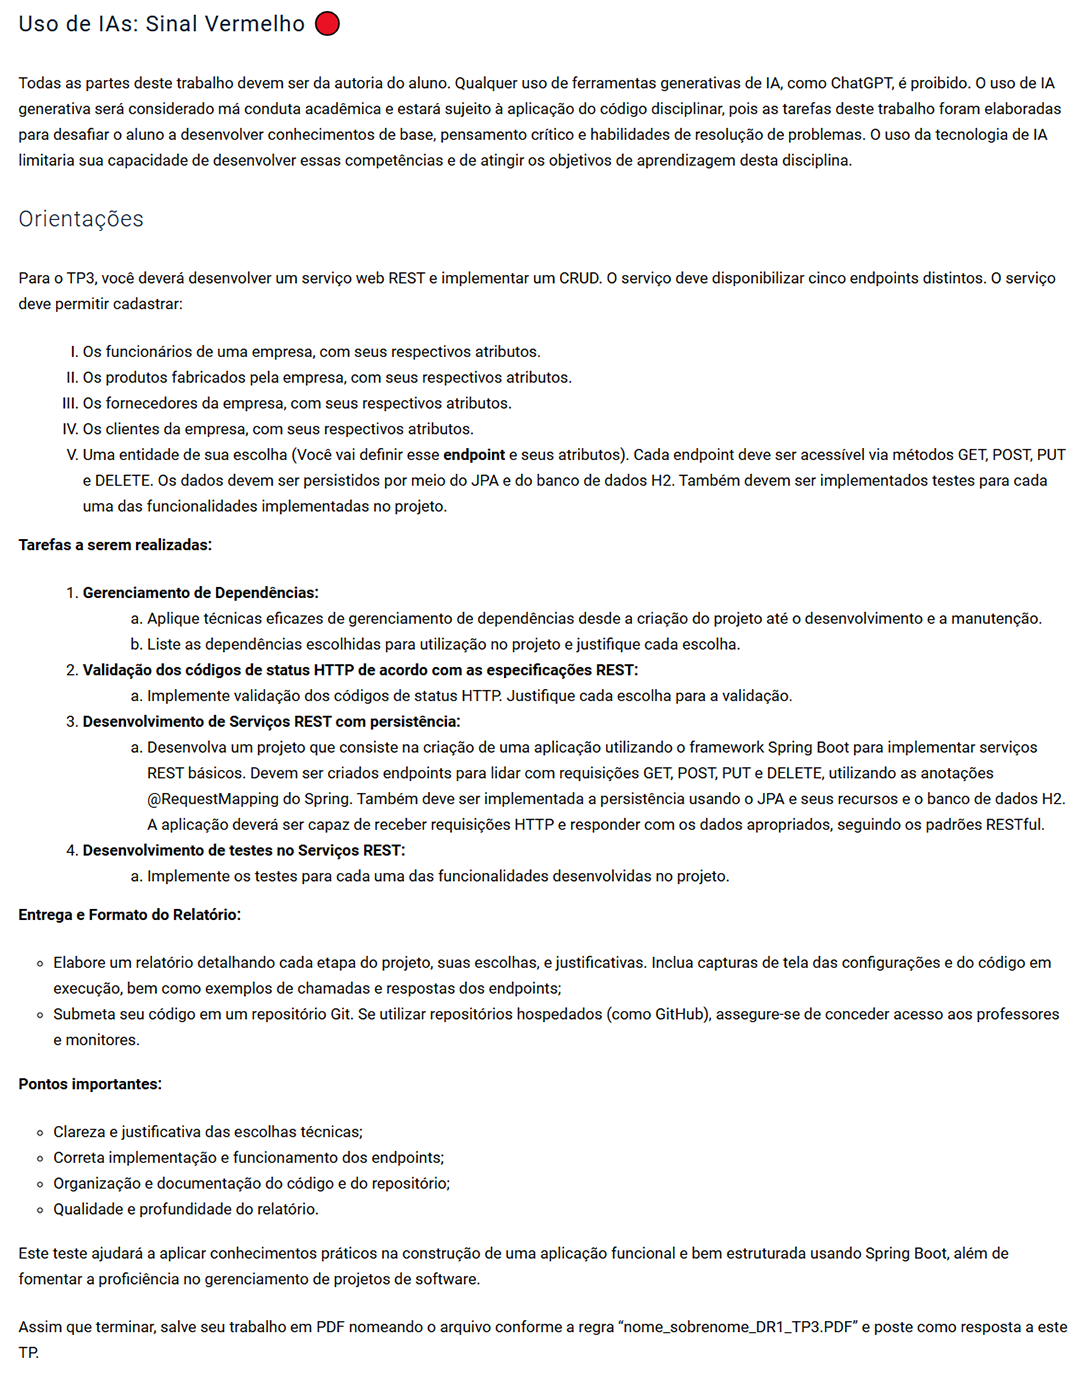 Uso de IAs: Sinal Vermelho
Todas as partes deste trabalho devem ser da autoria do aluno. Qualquer uso de ferramentas generativas de IA, como ChatGPT, é proibido. O uso de IA
generativa será considerado má conduta acadêmica e estará sujeito à aplicação do código disciplinar, pois as tarefas deste trabalho foram elaboradas
para desafiar o aluno a desenvolver conhecimentos de base, pensamento crítico e habilidades de resolução de problemas. O uso da tecnologia de IA
limitaria sua capacidade de desenvolver essas competências e de atingir os objetivos de aprendizagem desta disciplina.
Orientações
Para o TP3, você deverá desenvolver um serviço web REST e implementar um CRUD. O serviço deve disponibilizar cinco endpoints distintos. O serviço
deve permitir cadastrar:
I. Os funcionários de uma empresa, com seus respectivos atributos.
II. Os produtos fabricados pela empresa, com seus respectivos atributos.
III. Os fornecedores da empresa, com seus respectivos atributos.
IV. Os clientes da empresa, com seus respectivos atributos.
V. Uma entidade de sua escolha (Você vai definir esse endpoint e seus atributos). Cada endpoint deve ser acessível via métodos GET, POST, PUT
e DELETE. Os dados devem ser persistidos por meio do JPA e do banco de dados H2. Também devem ser implementados testes para cada
uma das funcionalidades implementadas no projeto.
Tarefas a serem realizadas:
1. Gerenciamento de Dependências:
a. Aplique técnicas eficazes de gerenciamento de dependências desde a criação do projeto até o desenvolvimento e a manutenção.
b. Liste as dependências escolhidas para utilização no projeto e justifique cada escolha.
2. Validação dos códigos de status HTTP de acordo com as especificações REST:
a. Implemente validação dos códigos de status HTTP. Justifique cada escolha para a validação.
3. Desenvolvimento de Serviços REST com persistência:
a. Desenvolva um projeto que consiste na criação de uma aplicação utilizando o framework Spring Boot para implementar serviços
REST básicos. Devem ser criados endpoints para lidar com requisições GET, POST, PUT e DELETE, utilizando as anotações
@RequestMapping do Spring. Também deve ser implementada a persistência usando o JPA e seus recursos e o banco de dados H2.
A aplicação deverá ser capaz de receber requisições HTTP e responder com os dados apropriados, seguindo os padrões RESTful.
4. Desenvolvimento de testes no Serviços REST:
a. Implemente os testes para cada uma das funcionalidades desenvolvidas no projeto.
Entrega e Formato do Relatório:
Elabore um relatório detalhando cada etapa do projeto, suas escolhas, e justificativas. Inclua capturas de tela das configurações e do código em
execução, bem como exemplos de chamadas e respostas dos endpoints;
Submeta seu código em um repositório Git. Se utilizar repositórios hospedados (como GitHub), assegure-se de conceder acesso aos professores
e monitores.
Pontos importantes:
Clareza e justificativa das escolhas técnicas;
Correta implementação e funcionamento dos endpoints;
Organização e documentação do código e do repositório;
Qualidade e profundidade do relatório.
Este teste ajudará a aplicar conhecimentos práticos na construção de uma aplicação funcional e bem estruturada usando Spring Boot, além de
fomentar a proficiência no gerenciamento de projetos de software.
Assim que terminar, salve seu trabalho em PDF nomeando o arquivo conforme a regra “nome_sobrenome_DR1_TP3.PDF” e poste como resposta a este
TP.